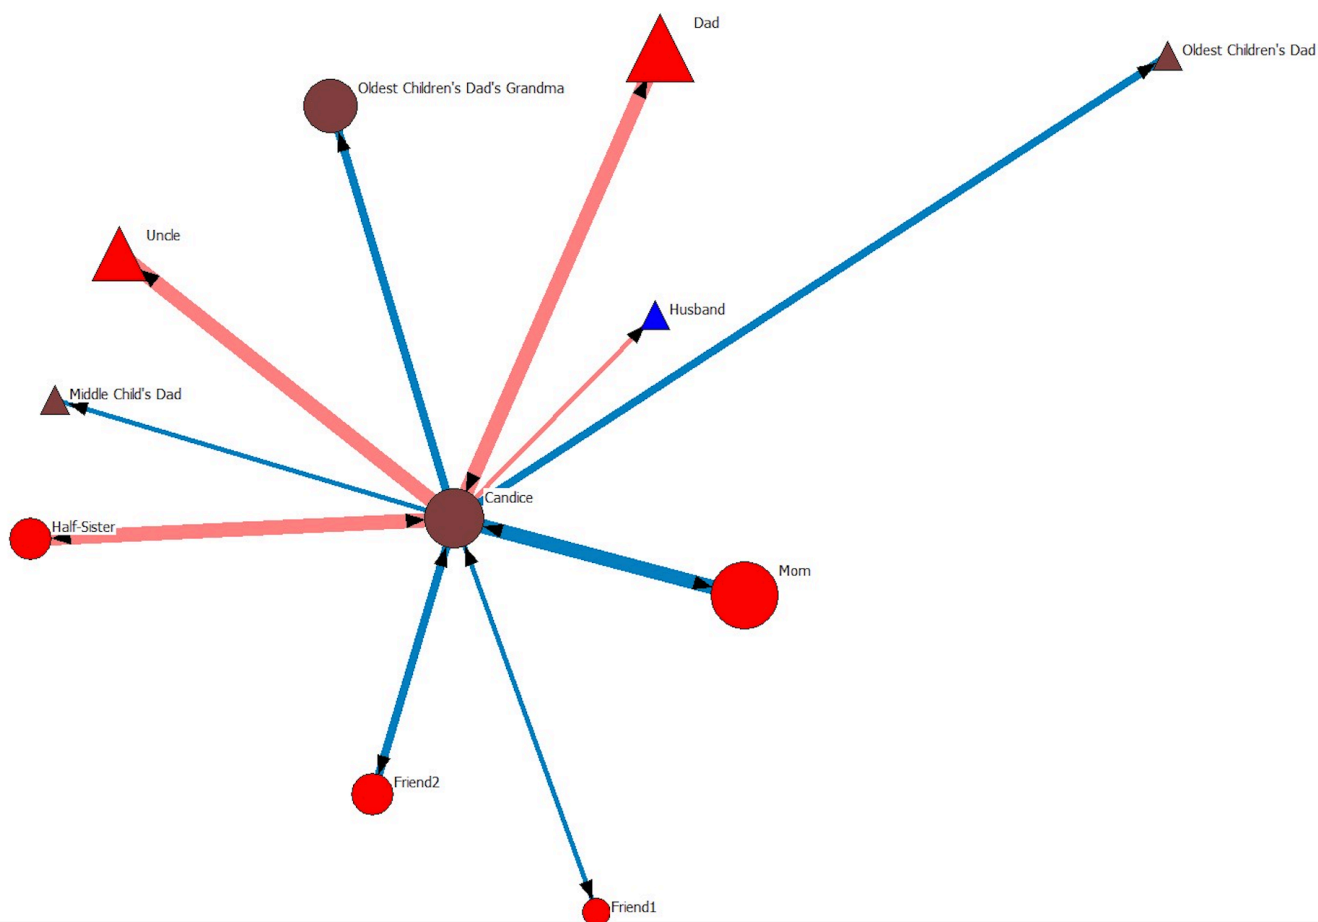 Dad
Oldest Children's Dad
Oldest Children's Dad's Grandma
Uncle
Husband
Middle Child's Dad
Candice
Half-Sister
Mom
Friend2
Friend1